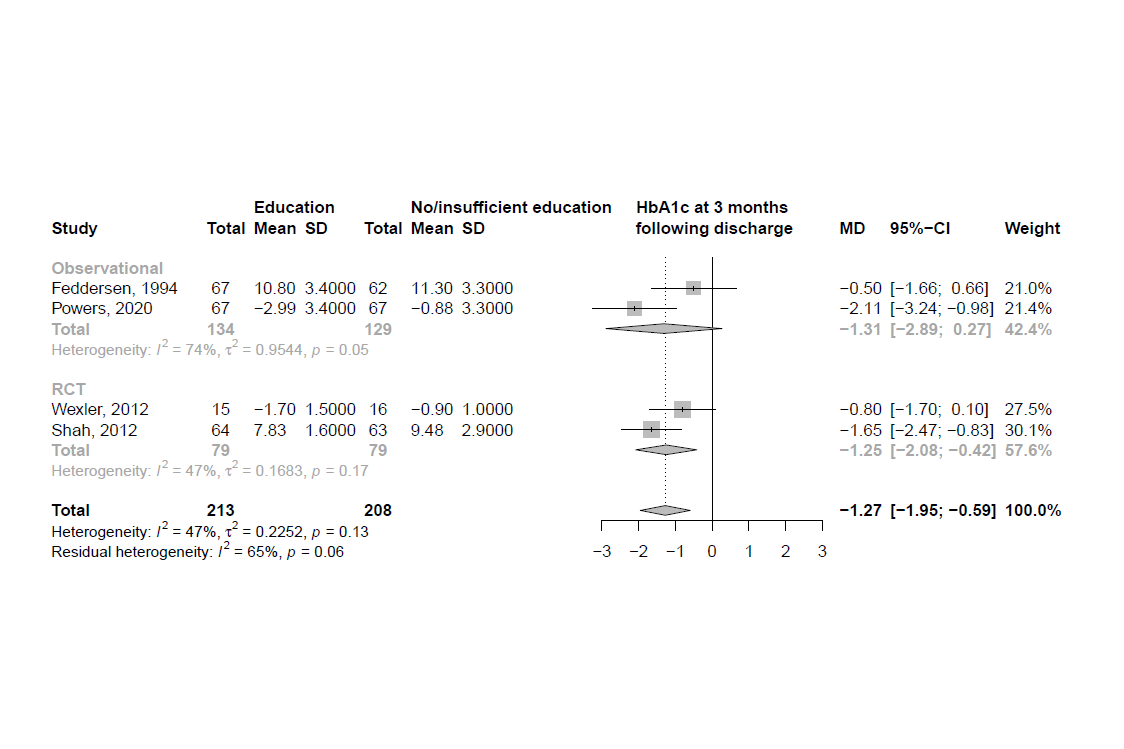 Education No/insufficient education HbA1c at 3 months
Study Total Mean SD Total Mean SD following discharge MD 95%−CI Weight
Observational
Feddersen, 1994 67 10.80 3.4000 62 11.30 3.3000 −0.50 [−1.66; 0.66] 21.0%
Powers, 2020 67 −2.99 3.4000 67 −0.88 3.3000 −2.11 [−3.24; −0.98] 21.4%
Total 134 129 −1.31 [−2.89; 0.27] 42.4%
Heterogeneity: I² = 74%, τ² = 0.9544, p = 0.05
RCT
Wexler, 2012 15 −1.70 1.5000 16 −0.90 1.0000 −0.80 [−1.70; 0.10] 27.5%
Shah, 2012 64 7.83 1.6000 63 9.48 2.9000 −1.65 [−2.47; −0.83] 30.1%
Total 79 79 −1.25 [−2.08; −0.42] 57.6%
Heterogeneity: I² = 47%, τ² = 0.1683, p = 0.17
Total 213 208 −1.27 [−1.95; −0.59] 100.0%
Heterogeneity: I² = 47%, τ² = 0.2252, p = 0.13
Residual heterogeneity: I² = 65%, p = 0.06
−3 −2 −1 0 1 2 3